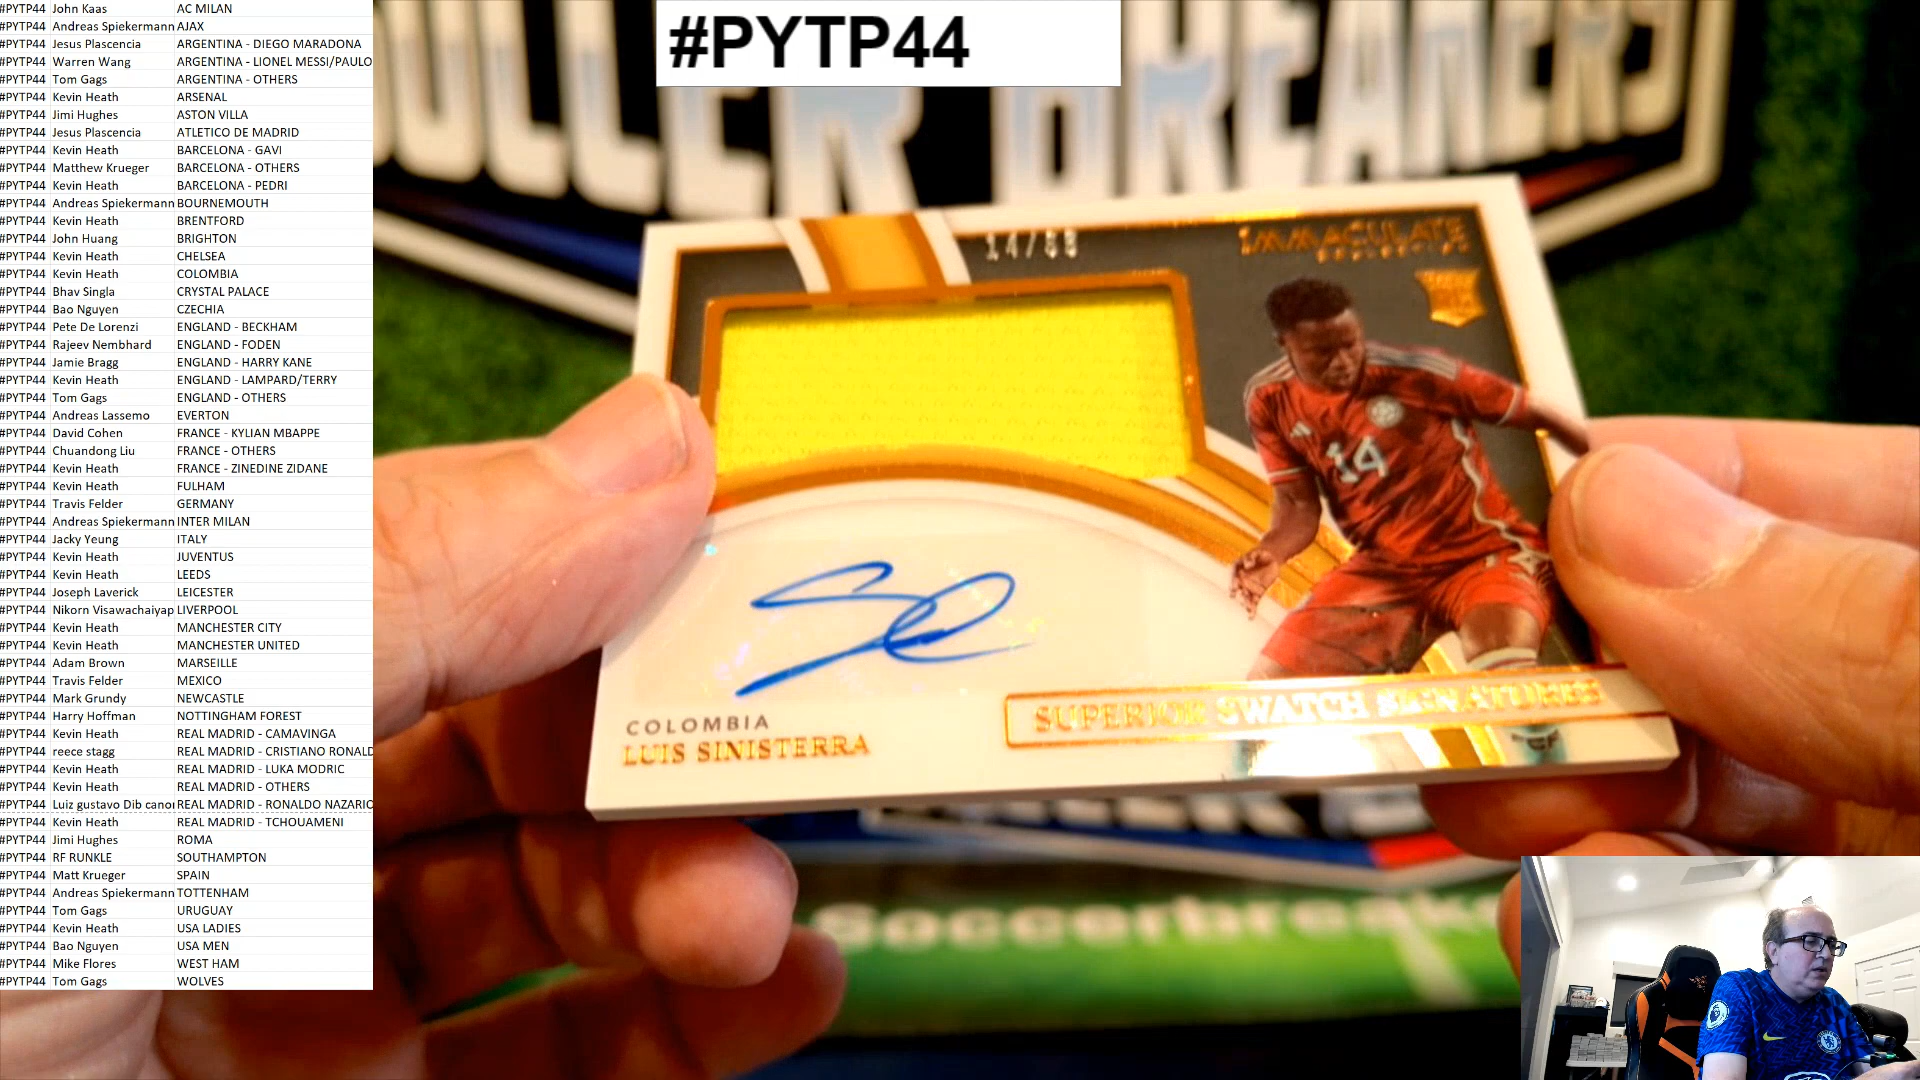 #PYTP44 John Kaas AC MILAN
#PYTP44 Andreas Spiekermann AJAX
#PYTP44 Jesus Plascencia ARGENTINA - DIEGO MARADONA
#PYTP44 Warren Wang ARGENTINA - LIONEL MESSI/PAULO
#PYTP44 Tom Gags ARGENTINA - OTHERS
#PYTP44 Kevin Heath ARSENAL
#PYTP44 Jimi Hughes ASTON VILLA
#PYTP44 Jesus Plascencia ATLETICO DE MADRID
#PYTP44 Kevin Heath BARCELONA - GAVI
#PYTP44 Matthew Krueger BARCELONA - OTHERS
#PYTP44 Kevin Heath BARCELONA - PEDRI
#PYTP44 Andreas Spiekermann BOURNEMOUTH
#PYTP44 Kevin Heath BRENTFORD
#PYTP44 John Huang BRIGHTON
#PYTP44 Kevin Heath CHELSEA
#PYTP44 Kevin Heath COLOMBIA
#PYTP44 Bhav Singla CRYSTAL PALACE
#PYTP44 Bao Nguyen CZECHIA
#PYTP44 Pete De Lorenzi ENGLAND - BECKHAM
#PYTP44 Rajeev Nembhard ENGLAND - FODEN
#PYTP44 Jamie Bragg ENGLAND - HARRY KANE
#PYTP44 Kevin Heath ENGLAND - LAMPARD/TERRY
#PYTP44 Tom Gags ENGLAND - OTHERS
#PYTP44 Andreas Lassemo EVERTON
#PYTP44 David Cohen FRANCE - KYLIAN MBAPPE
#PYTP44 Chuandong Liu FRANCE - OTHERS
#PYTP44 Kevin Heath FRANCE - ZINEDINE ZIDANE
#PYTP44 Kevin Heath FULHAM
#PYTP44 Travis Felder GERMANY
#PYTP44 Andreas Spiekermann INTER MILAN
#PYTP44 Jacky Yeung ITALY
#PYTP44 Kevin Heath JUVENTUS
#PYTP44 Kevin Heath LEEDS
#PYTP44 Joseph Laverick LEICESTER
#PYTP44 Nikorn Visawachaiyap LIVERPOOL
#PYTP44 Kevin Heath MANCHESTER CITY
#PYTP44 Kevin Heath MANCHESTER UNITED
#PYTP44 Adam Brown MARSEILLE
#PYTP44 Travis Felder MEXICO
#PYTP44 Mark Grundy NEWCASTLE
#PYTP44 Harry Hoffman NOTTINGHAM FOREST
#PYTP44 Kevin Heath REAL MADRID - CAMAVINGA
#PYTP44 reece stagg REAL MADRID - CRISTIANO RONALD
#PYTP44 Kevin Heath REAL MADRID - LUKA MODRIC
#PYTP44 Kevin Heath REAL MADRID - OTHERS
#PYTP44 Luiz gustavo Dib canoi REAL MADRID - RONALDO NAZARIO
#PYTP44 Kevin Heath REAL MADRID - TCHOUAMENI
#PYTP44 Jimi Hughes ROMA
#PYTP44 RF RUNKLE SOUTHAMPTON
#PYTP44 Matt Krueger SPAIN
#PYTP44 Andreas Spiekermann TOTTENHAM
#PYTP44 Tom Gags URUGUAY
#PYTP44 Kevin Heath USA LADIES
#PYTP44 Bao Nguyen USA MEN
#PYTP44 Mike Flores WEST HAM
#PYTP44 Tom Gags WOLVES
#PYTP44
SOCCER BREAKERS
IMMACULATE
COLLECTION
14
COLOMBIA
LUIS SINISTERRA
SUPERIOR SWATCH SIGNATURES
Soccerbreake